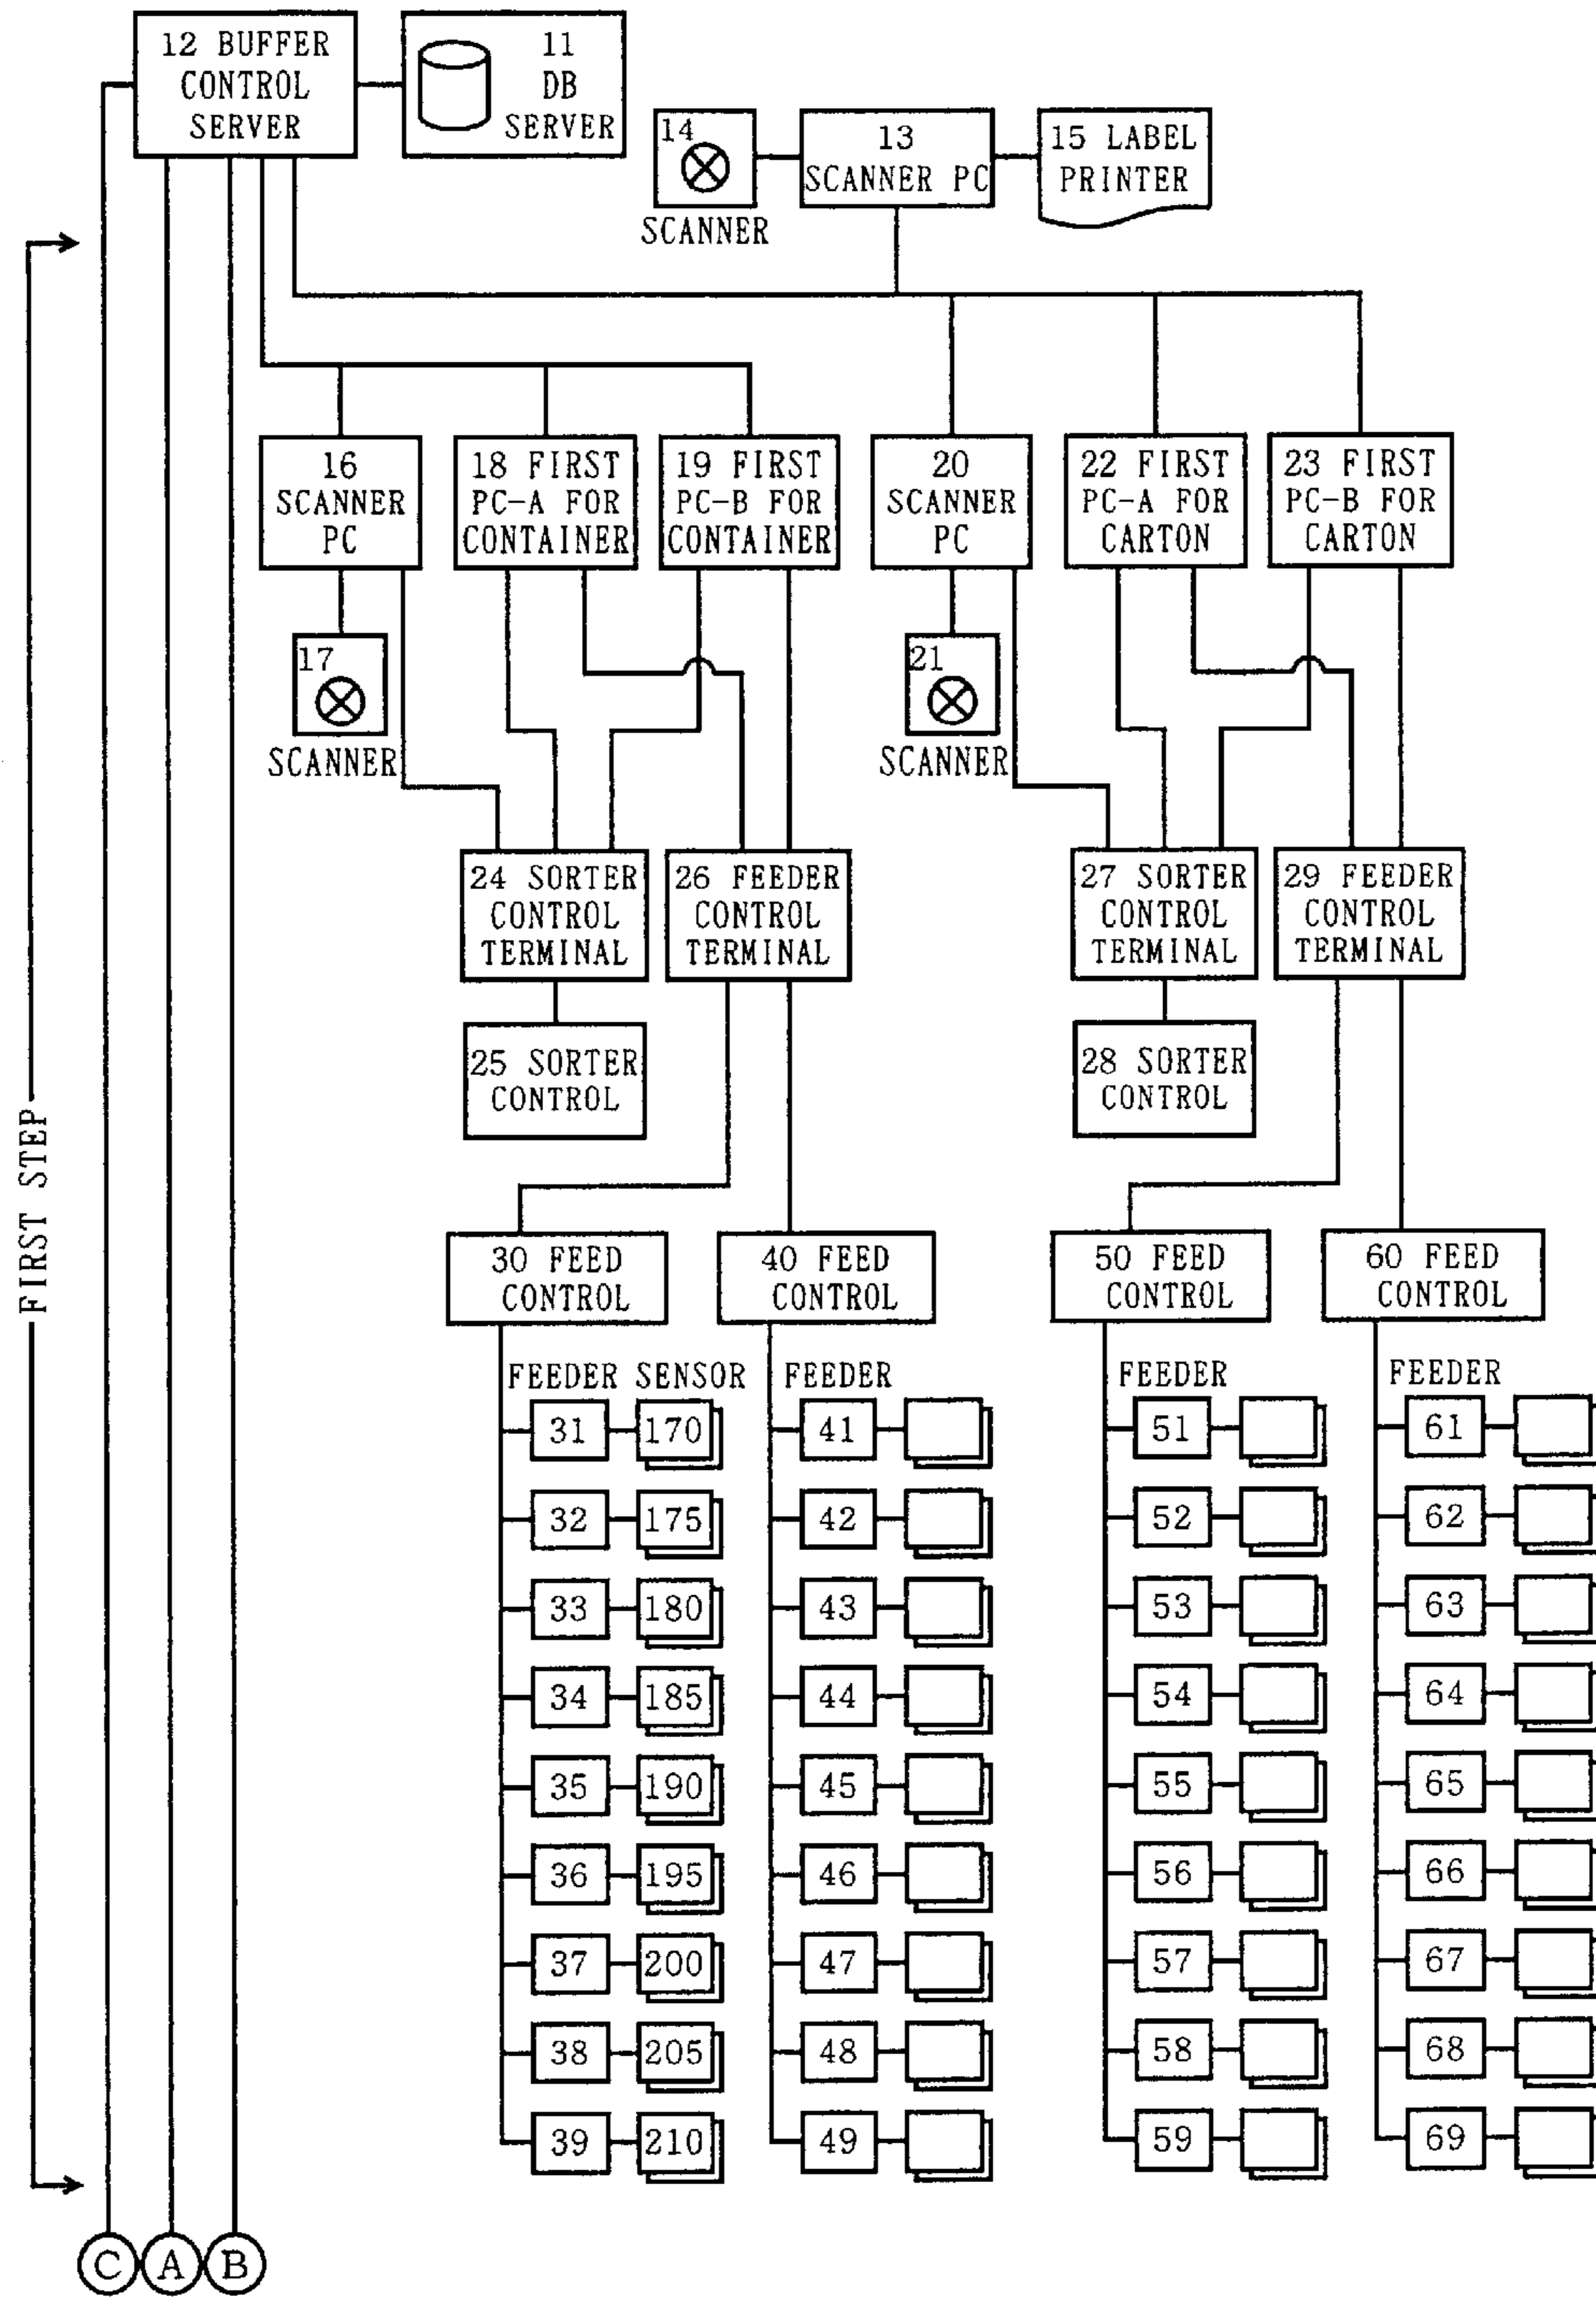 12 BUFFER
CONTROL
SERVER
11
DB
SERVER
14
SCANNER
13
SCANNER PC
15 LABEL
PRINTER
16
SCANNER
PC
18 FIRST
PC-A FOR
CONTAINER
19 FIRST
PC-B FOR
CONTAINER
20
SCANNER
PC
22 FIRST
PC-A FOR
CARTON
23 FIRST
PC-B FOR
CARTON
17
SCANNER
21
SCANNER
24 SORTER
CONTROL
TERMINAL
26 FEEDER
CONTROL
TERMINAL
27 SORTER
CONTROL
TERMINAL
29 FEEDER
CONTROL
TERMINAL
25 SORTER
CONTROL
28 SORTER
CONTROL
FIRST STEP
30 FEED
CONTROL
40 FEED
CONTROL
50 FEED
CONTROL
60 FEED
CONTROL
FEEDER SENSOR
31 170
32 175
33 180
34 185
35 190
36 195
37 200
38 205
39 210
FEEDER
41
42
43
44
45
46
47
48
49
FEEDER
51
52
53
54
55
56
57
58
59
FEEDER
61
62
63
64
65
66
67
68
69
C A B